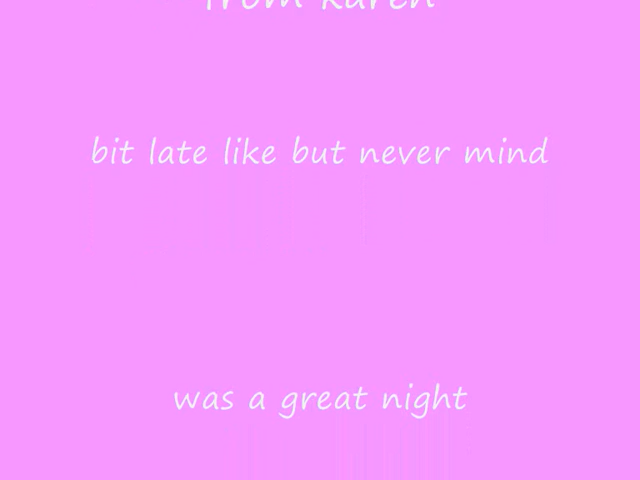 from karen
bit late like but never mind
was a great night